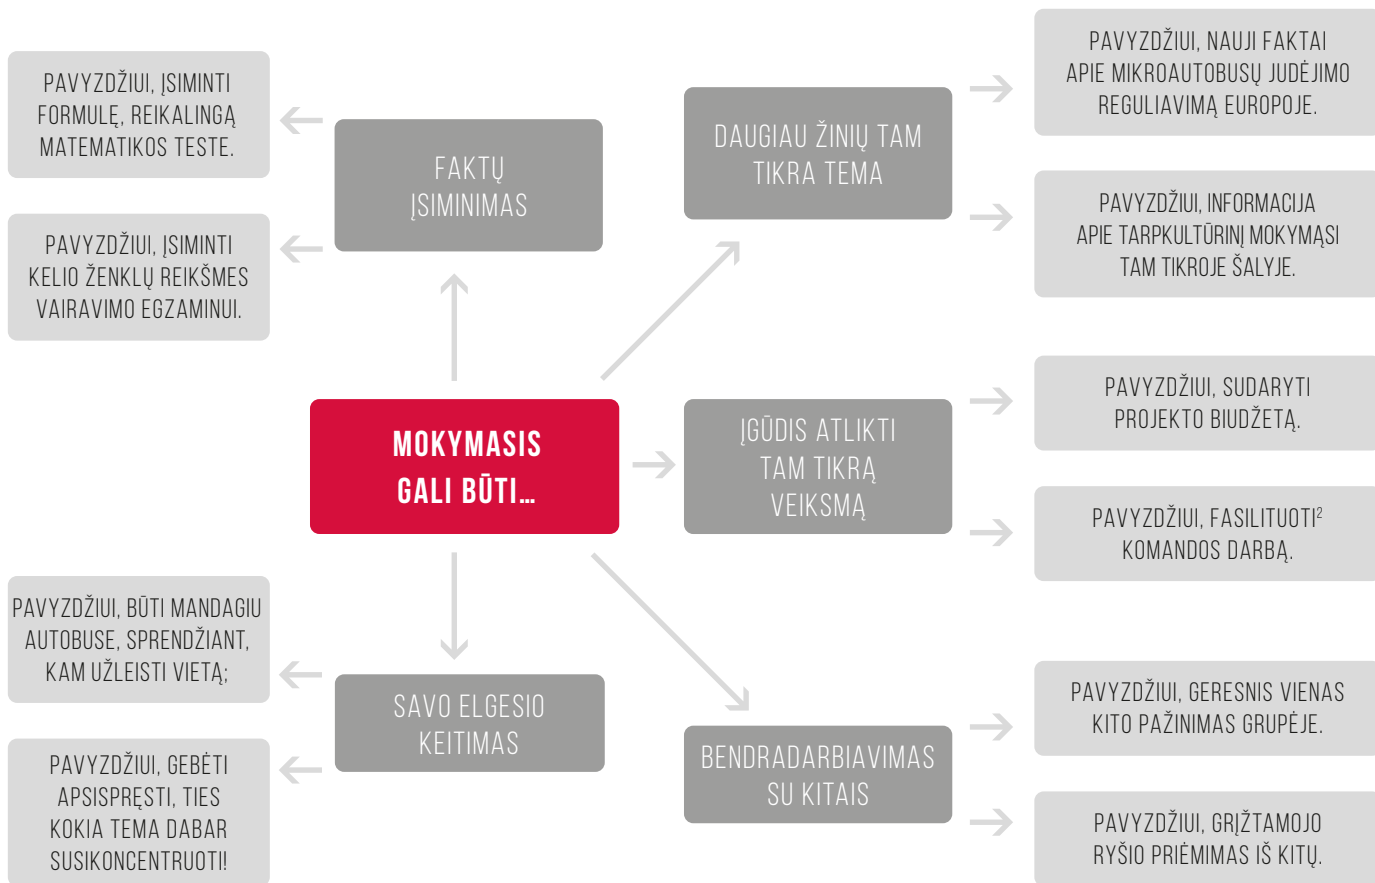 MOKYMASIS
GALI BŪTI...
FAKTŲ
ĮSIMINIMAS
PAVYZDŽIUI, ĮSIMINTI
FORMULĘ, REIKALINGĄ
MATEMATIKOS TESTE.
PAVYZDŽIUI, ĮSIMINTI
KELIO ŽENKLŲ REIKŠMES
VAIRAVIMO EGZAMINUI.
DAUGIAU ŽINIŲ TAM
TIKRA TEMA
PAVYZDŽIUI, NAUJI FAKTAI
APIE MIKROAUTOBUSŲ JUDĖJIMO
REGULIAVIMĄ EUROPOJE.
PAVYZDŽIUI, INFORMACIJA
APIE TARPKULTŪRINĮ MOKYMĄSI
TAM TIKROJE ŠALYJE.
ĮGŪDIS ATLIKTI
TAM TIKRĄ
VEIKSMĄ
PAVYZDŽIUI, SUDARYTI
PROJEKTO BIUDŽETĄ.
PAVYZDŽIUI, FASILITUOTI²
KOMANDOS DARBĄ.
SAVO ELGESIO
KEITIMAS
PAVYZDŽIUI, BŪTI MANDAGIU
AUTOBUSE, SPRENDŽIANT,
KAM UŽLEISTI VIETĄ;
PAVYZDŽIUI, GEBĖTI
APSISPRĘSTI, TIES
KOKIA TEMA DABAR
SUSIKONCENTRUOTI!
BENDRADARBIAVIMAS
SU KITAIS
PAVYZDŽIUI, GERESNIS VIENAS
KITO PAŽINIMAS GRUPĖJE.
PAVYZDŽIUI, GRĮŽTAMOJO
RYŠIO PRIĖMIMAS IŠ KITŲ.